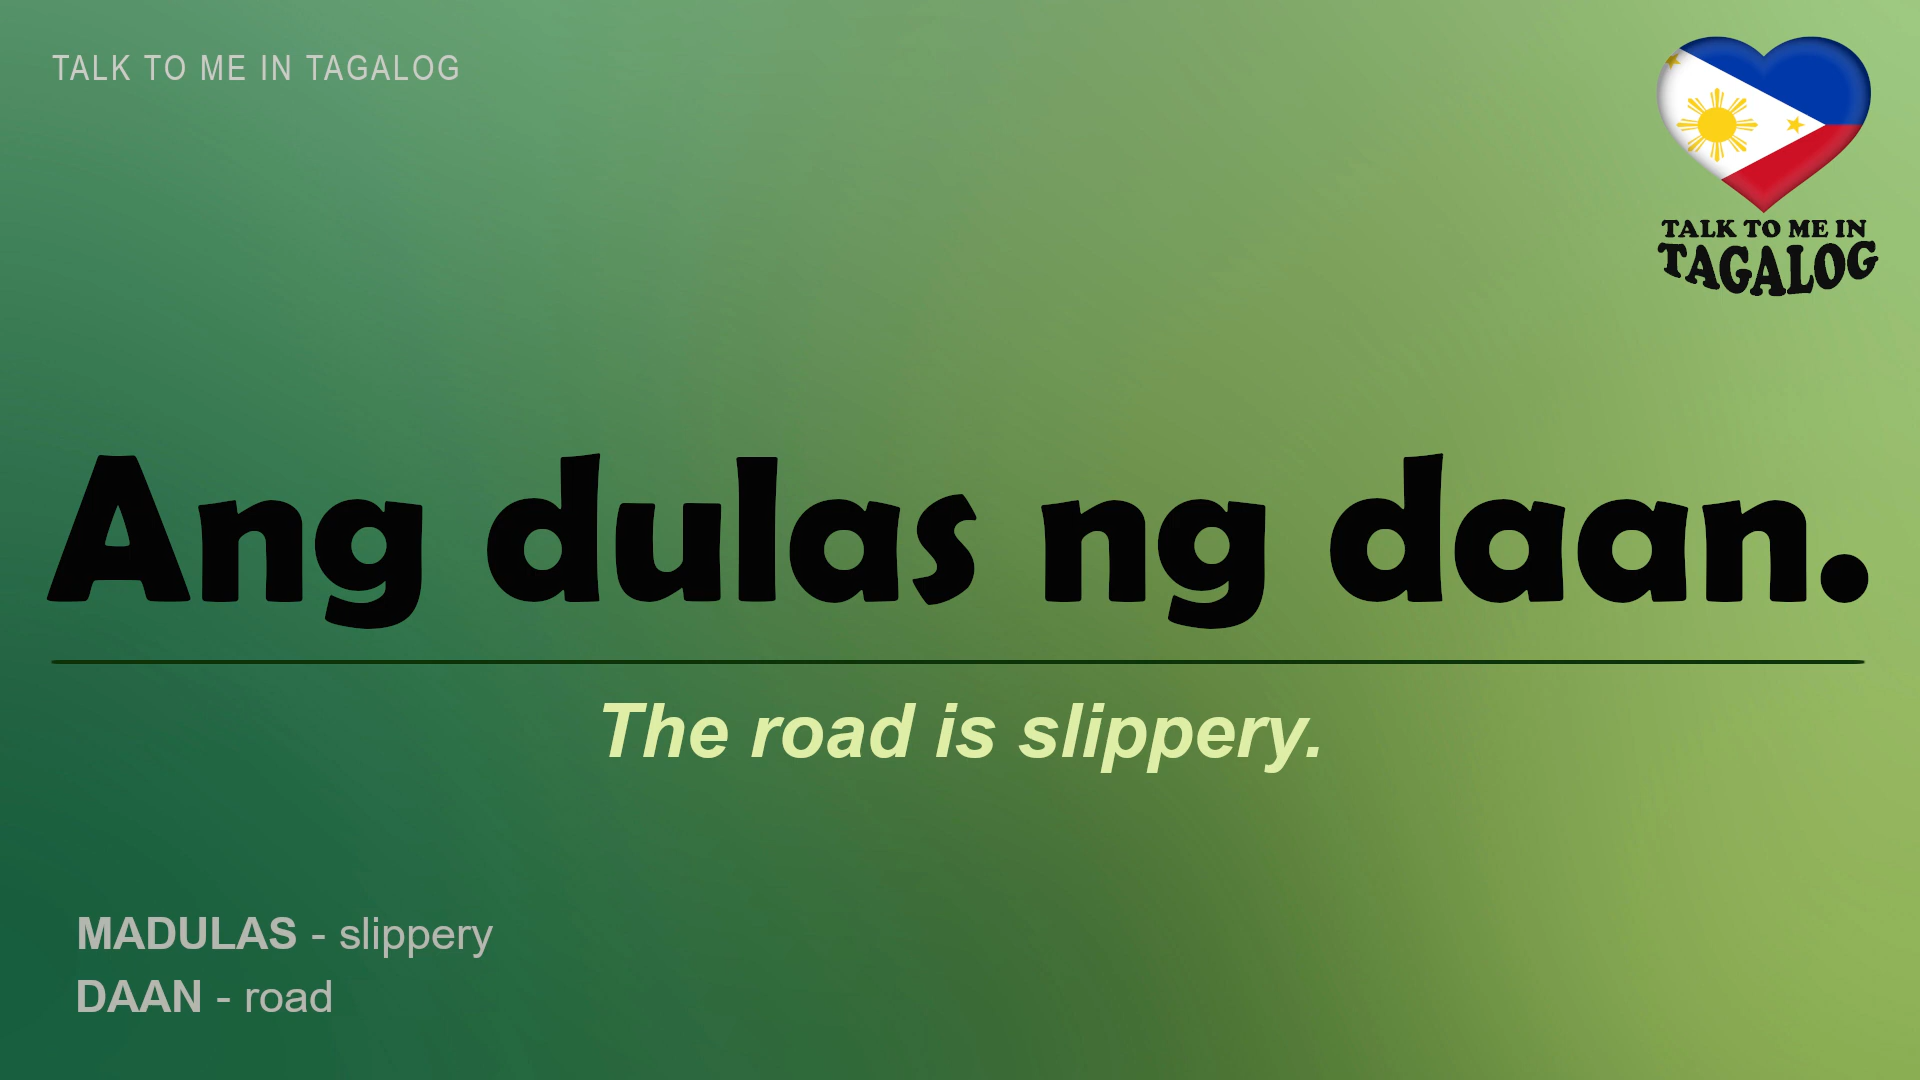 TALK TO ME IN TAGALOG
TALK TO ME IN
TAGALOG
Ang dulas ng daan.
The road is slippery.
MADULAS - slippery
DAAN - road